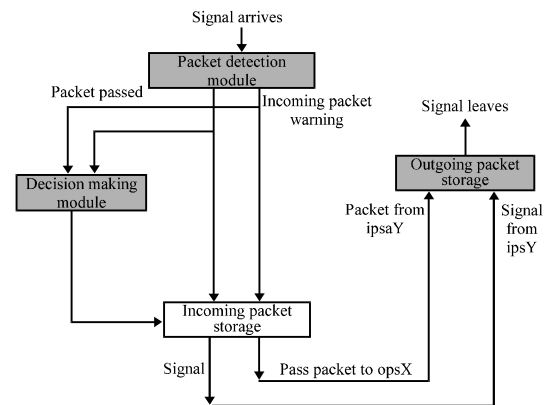 Signal arrives
Packet detection
module
Packet passed
Incoming packet
warning
Signal leaves
Decision making
module
Outgoing packet
storage
Packet from
ipsaY
Signal
from
ipsY
Incoming packet
storage
Signal
Pass packet to opsX